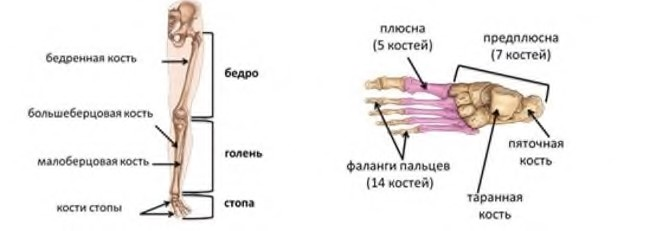 бедренная кость
бедро
большеберцовая кость
малоберцовая кость
голень
кости стопы
стопа
плюсна
(5 костей)
предплюсна
(7 костей)
фаланги пальцев
(14 костей)
пяточная
кость
таранная
кость